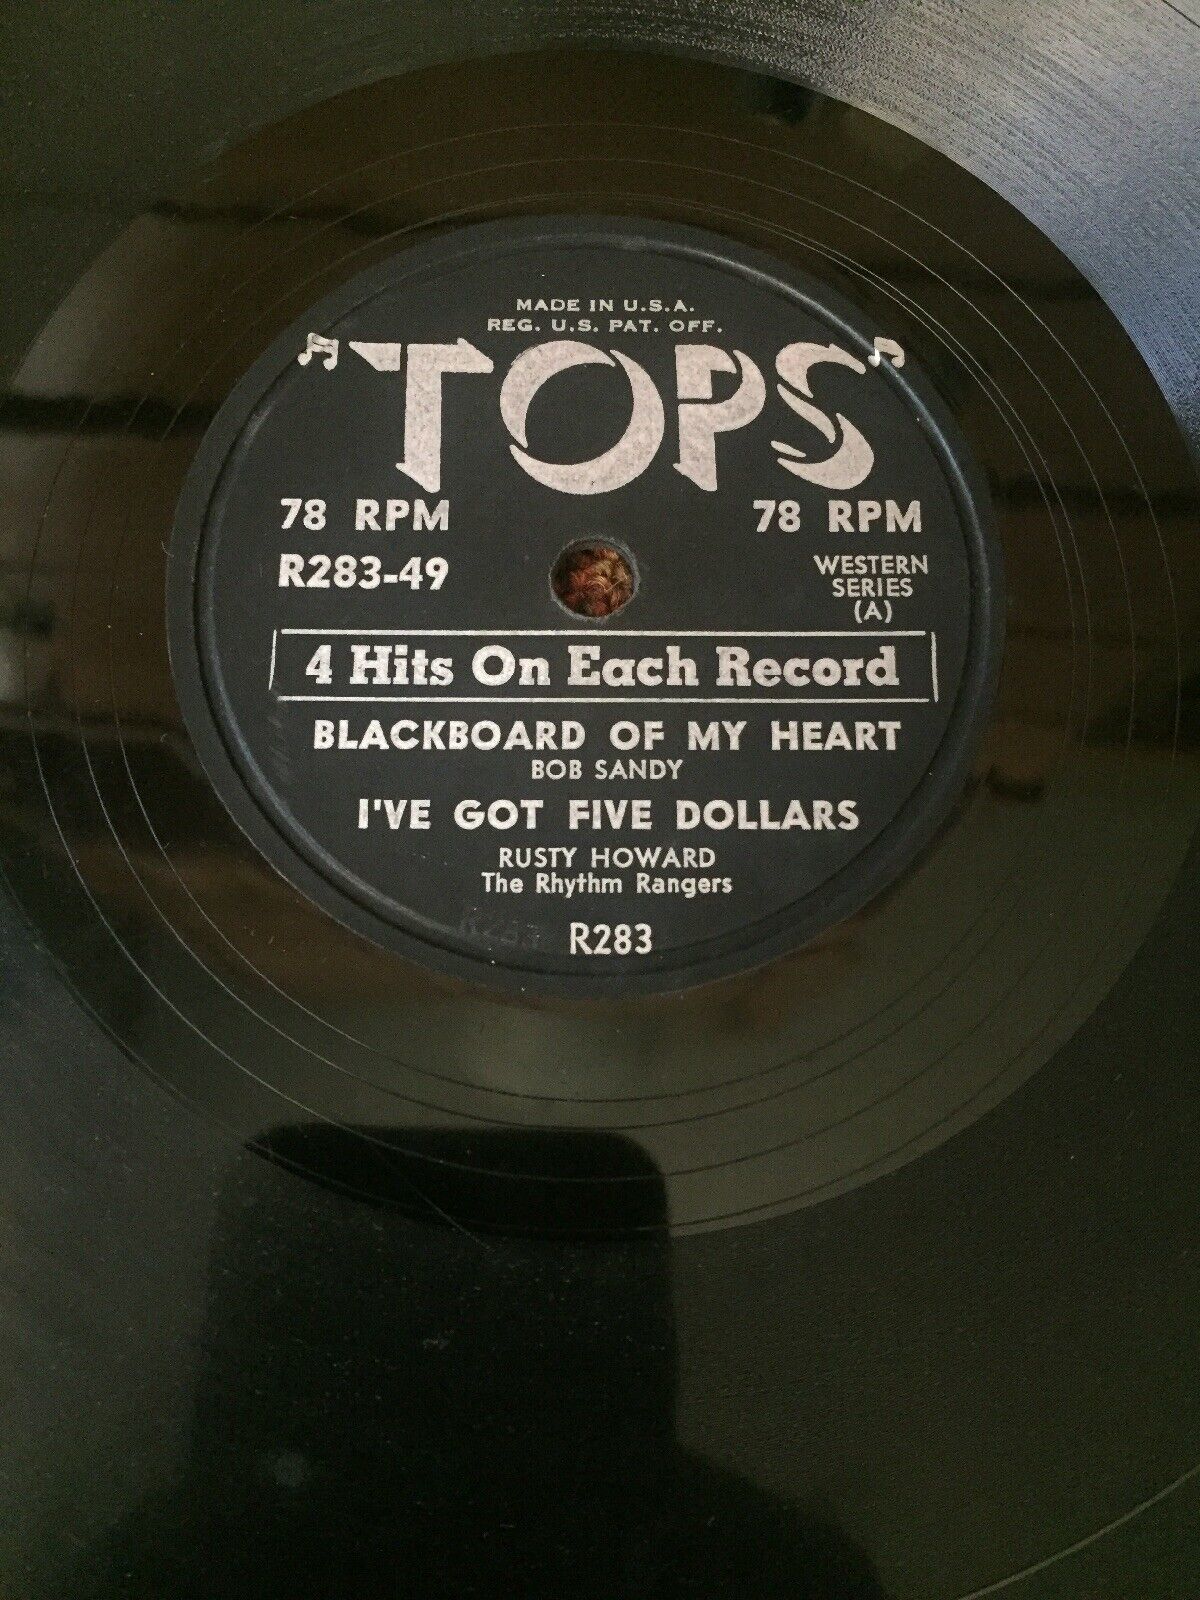 MADE IN U.S.A.
REG. U.S. PAT. OFF.
"TOPS"
78 RPM 78 RPM
R283-49
WESTERN
SERIES
(A)
4 Hits On Each Record
BLACKBOARD OF MY HEART
BOB SANDY
I'VE GOT FIVE DOLLARS
RUSTY HOWARD
The Rhythm Rangers
R283 R283